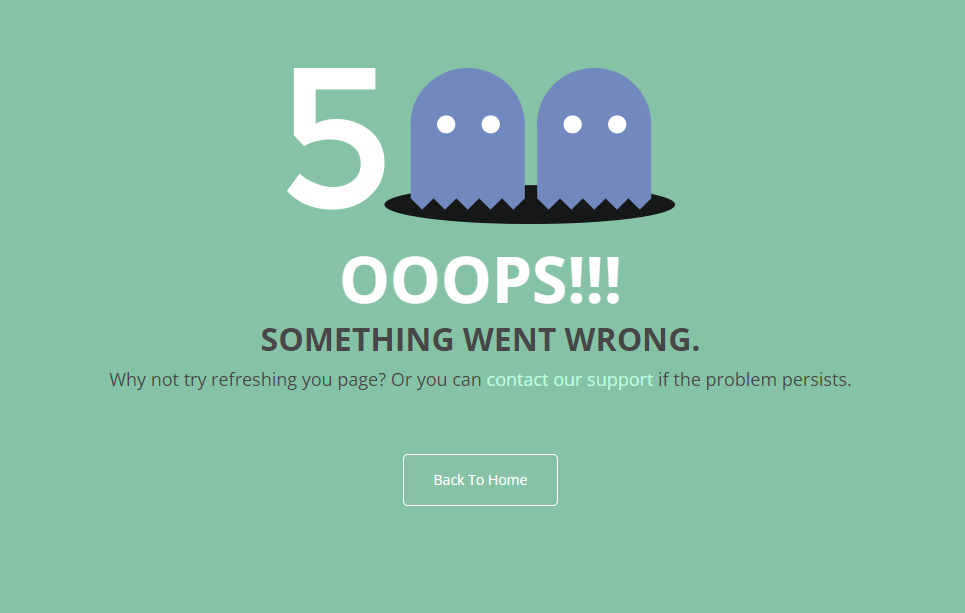 500
OOOPS!!!
SOMETHING WENT WRONG.
Why not try refreshing you page? Or you can contact our support if the problem persists.
Back To Home